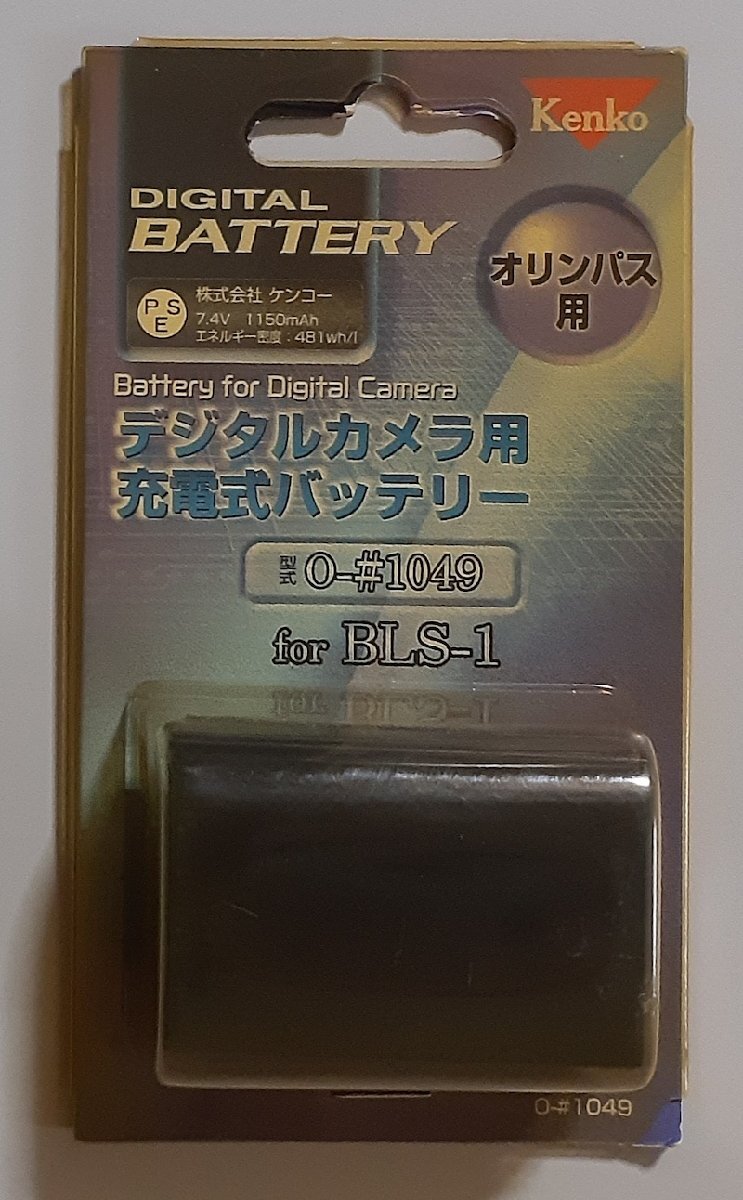 Kenko
DIGITAL
BATTERY
オリンパス
用
P S
E
株式会社 ケンコー
7.4V 1150mAh
エネルギー密度：481wh/l
Battery for Digital Camera
デジタルカメラ用
充電式バッテリー
型式 O-#1049
for BLS-1
O-#1049